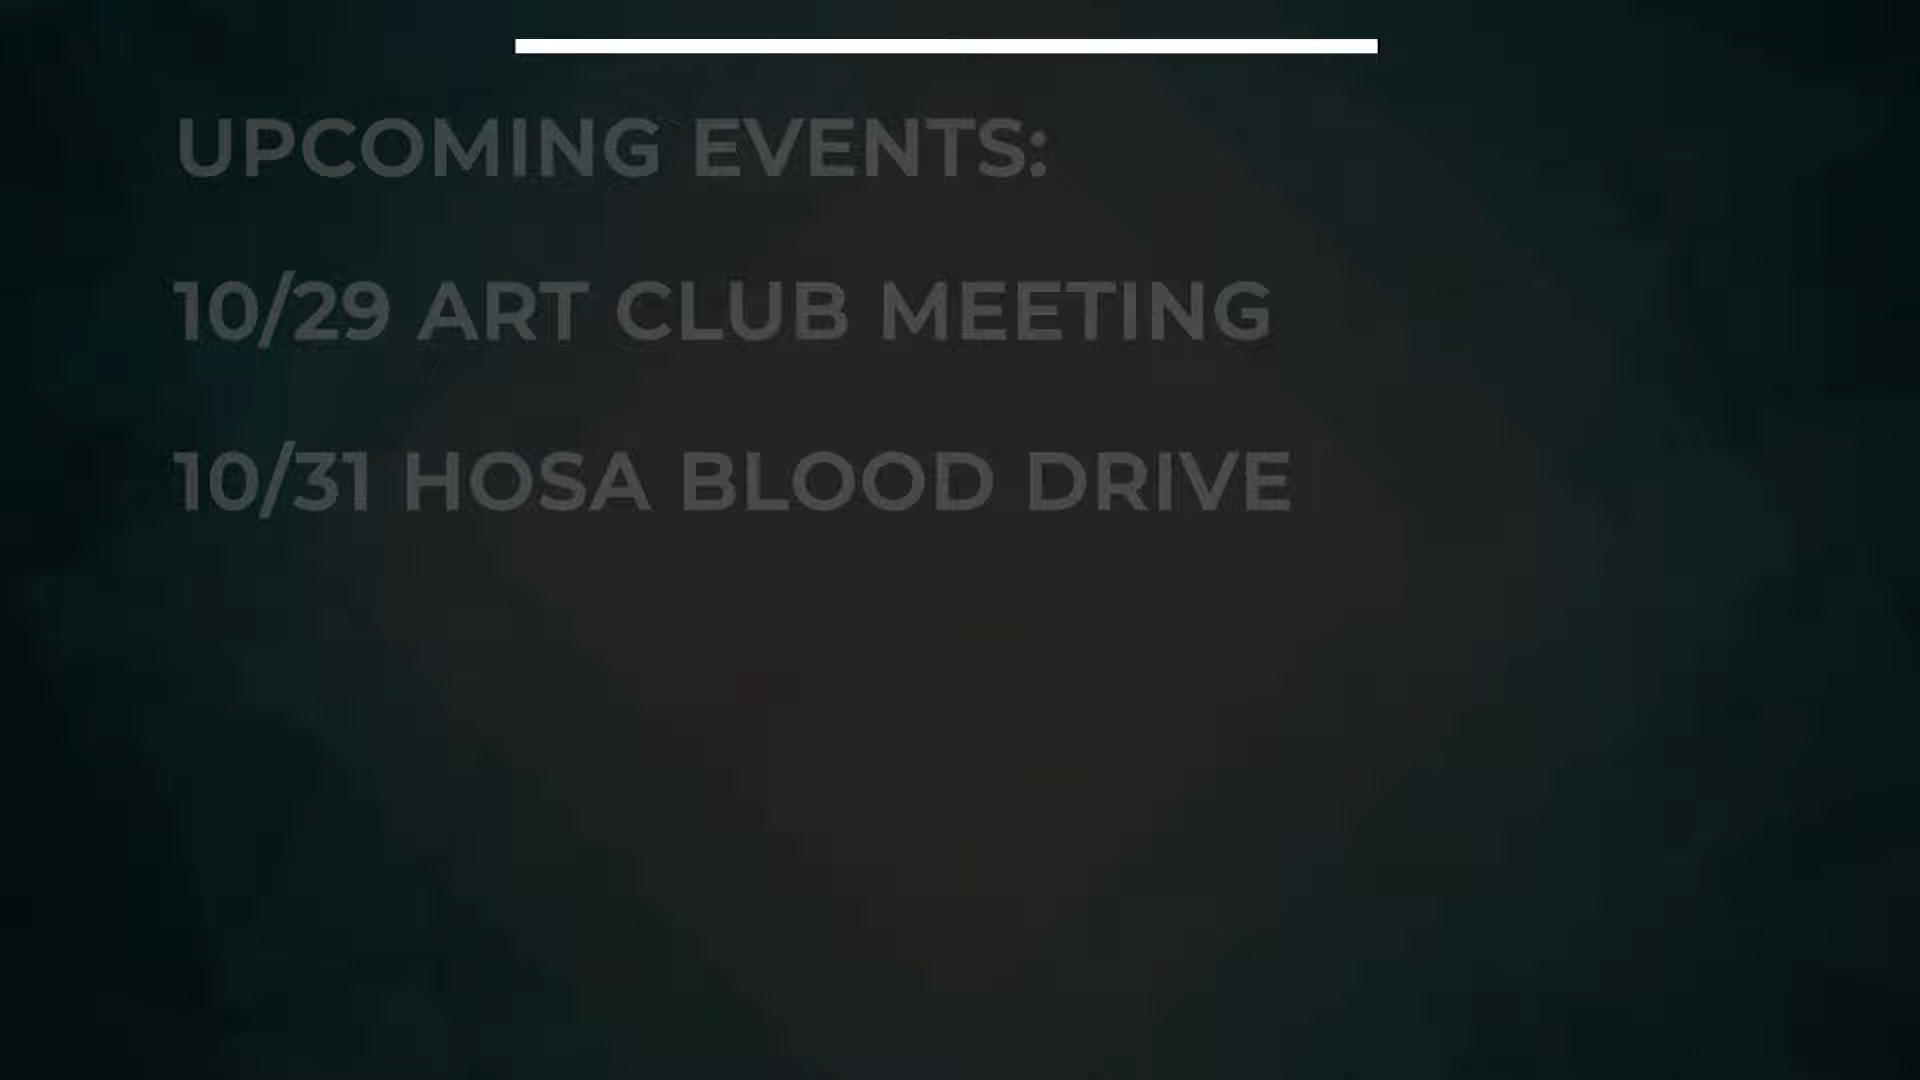 UPCOMING EVENTS:
10/29 ART CLUB MEETING
10/31 HOSA BLOOD DRIVE